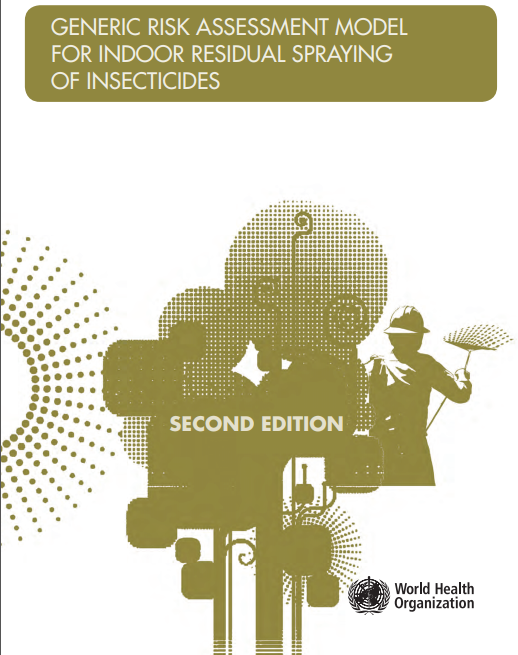 GENERIC RISK ASSESSMENT MODEL
FOR INDOOR RESIDUAL SPRAYING
OF INSECTICIDES
SECOND EDITION
World Health
Organization